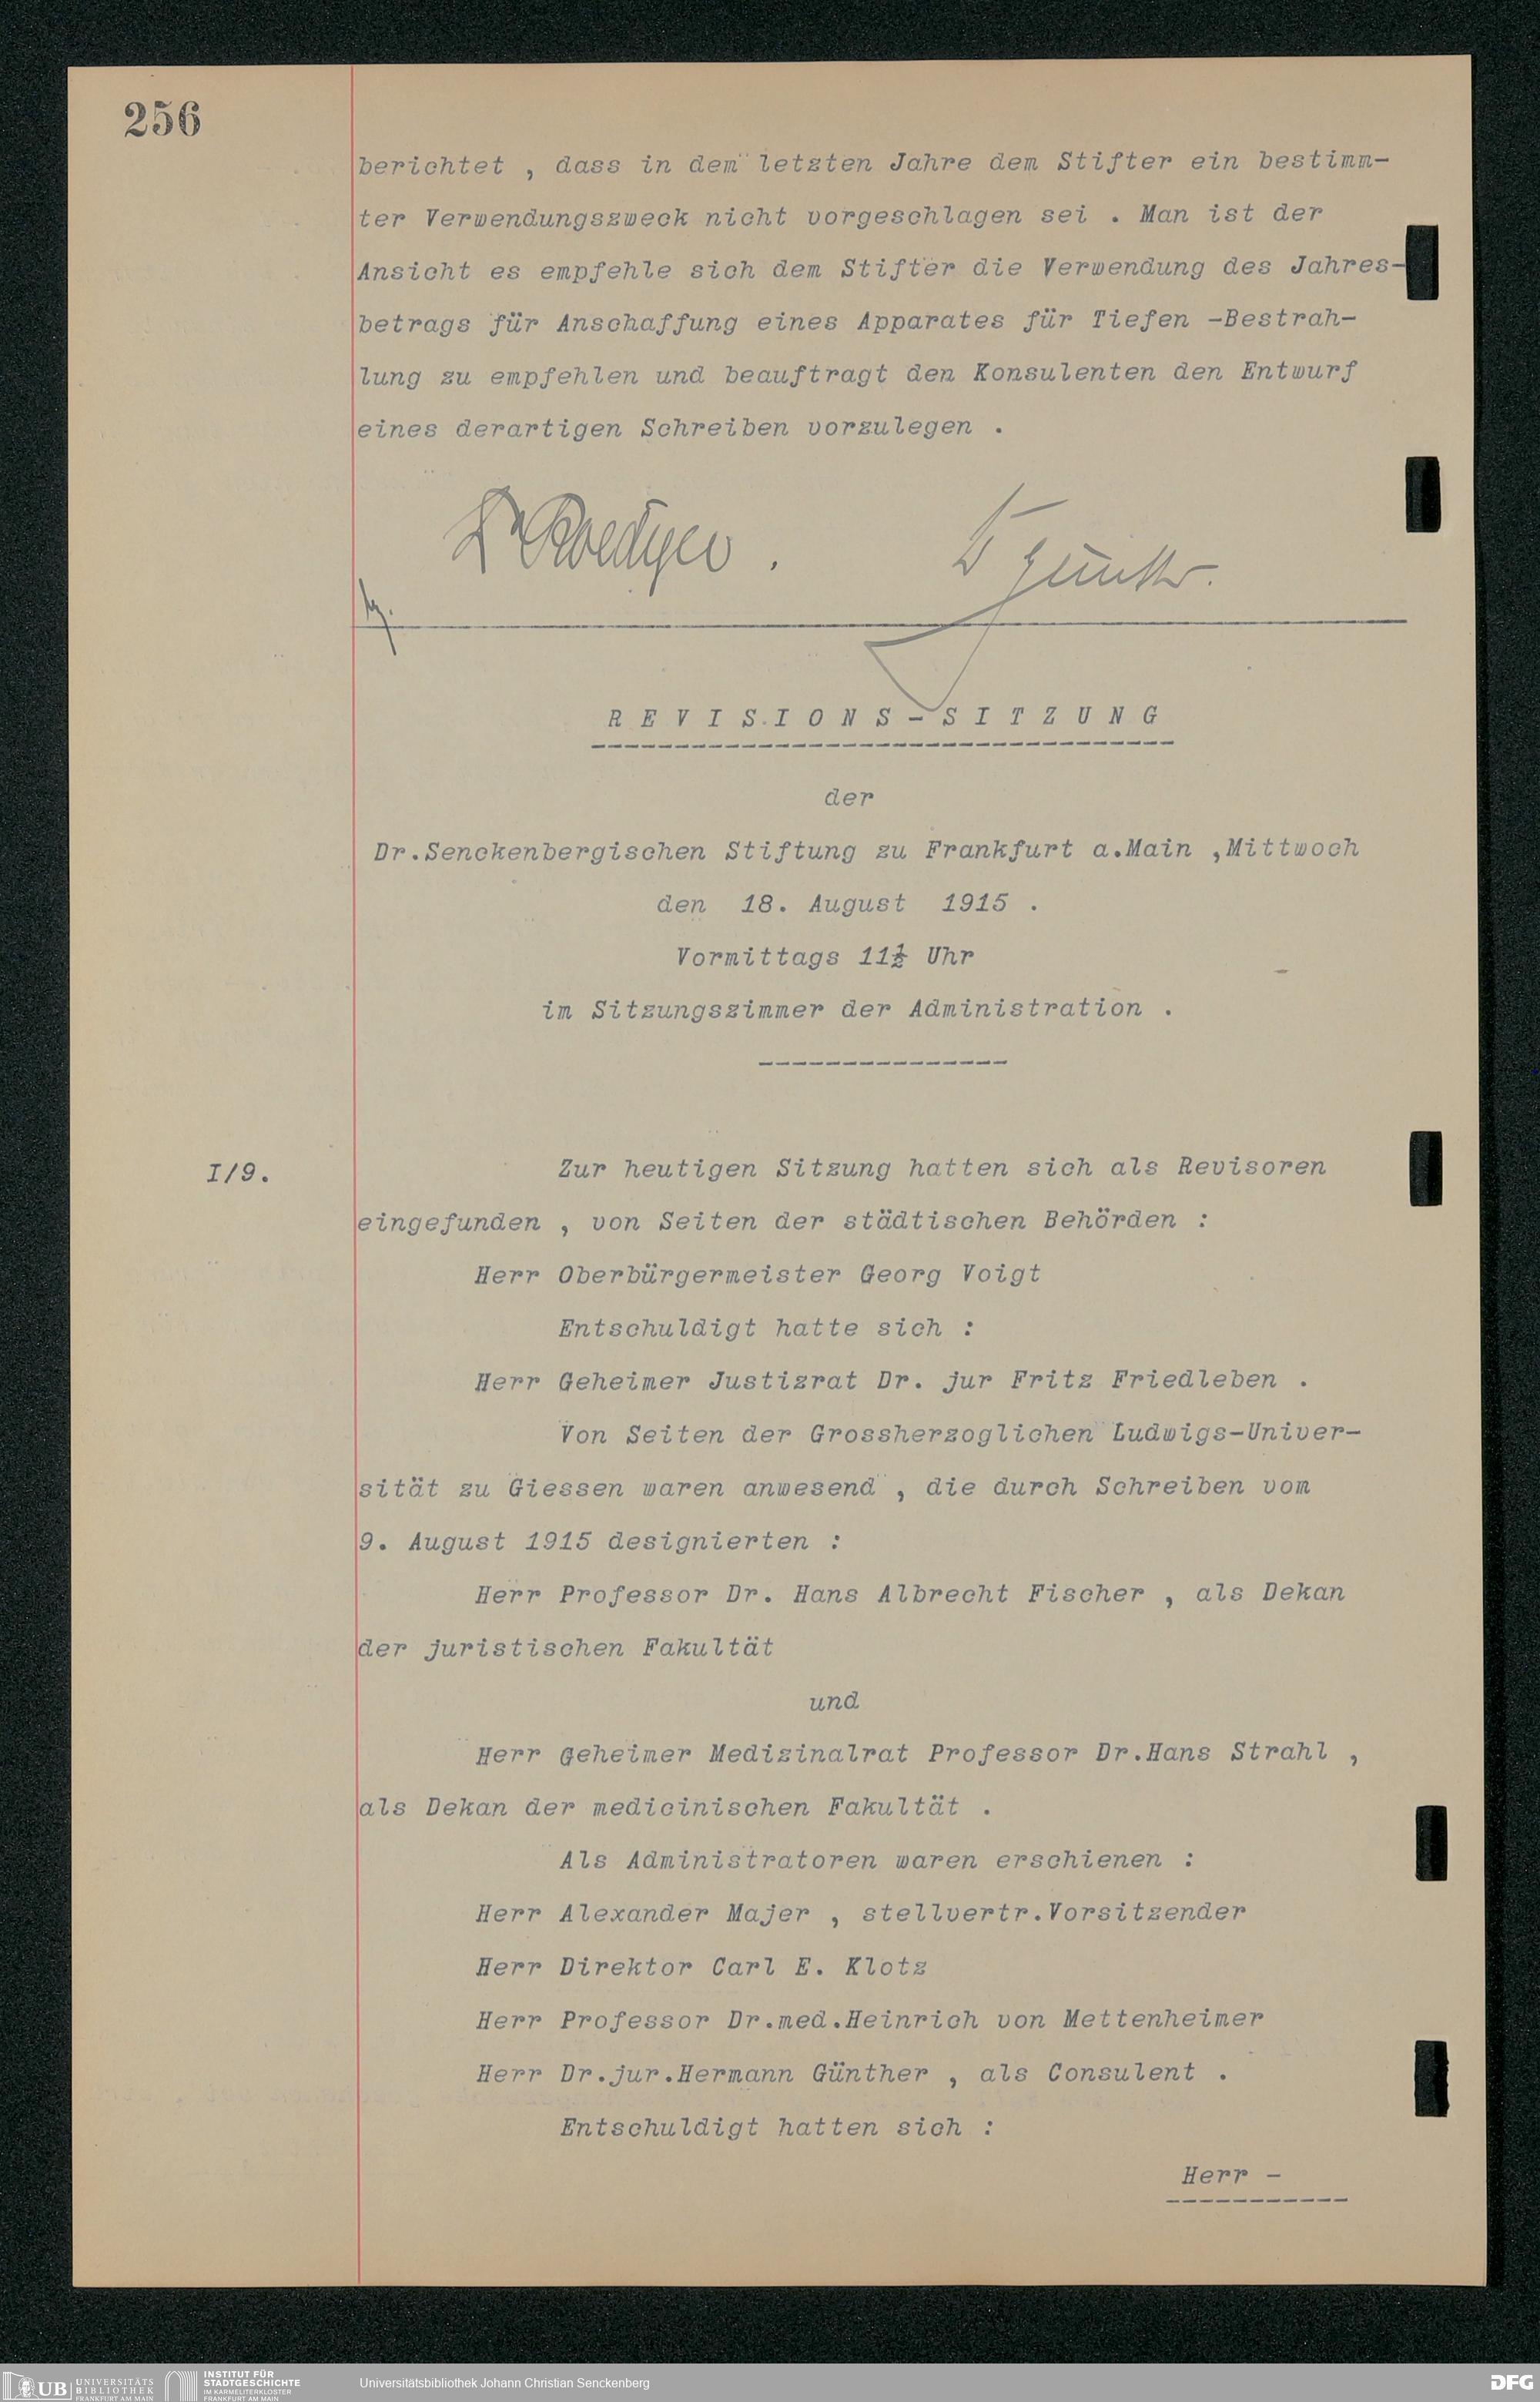 256
berichtet , dass in dem letzten Jahre dem Stifter ein bestimm-
ter Verwendungszweck nicht vorgeschlagen sei . Man ist der
Ansicht es empfehle sich dem Stifter die Verwendung des Jahres-
betrags für Anschaffung eines Apparates für Tiefen -Bestrah-
lung zu empfehlen und beauftragt den Konsulenten den Entwurf
eines derartigen Schreiben vorzulegen .
Dr Roediger . Dr Günther.
REVISIONS-SITZUNG
der
Dr.Senckenbergischen Stiftung zu Frankfurt a.Main ,Mittwoch
den 18. August 1915 .
Vormittags 11½ Uhr
im Sitzungszimmer der Administration .
I/9.
Zur heutigen Sitzung hatten sich als Revisoren
eingefunden , von Seiten der städtischen Behörden :
Herr Oberbürgermeister Georg Voigt
Entschuldigt hatte sich :
Herr Geheimer Justizrat Dr. jur Fritz Friedleben .
Von Seiten der Grossherzoglichen Ludwigs-Univer-
sität zu Giessen waren anwesend , die durch Schreiben vom
9. August 1915 designierten :
Herr Professor Dr. Hans Albrecht Fischer , als Dekan
der juristischen Fakultät
und
Herr Geheimer Medizinalrat Professor Dr.Hans Strahl ,
als Dekan der medicinischen Fakultät .
Als Administratoren waren erschienen :
Herr Alexander Majer , stellvertr.Vorsitzender
Herr Direktor Carl E. Klotz
Herr Professor Dr.med.Heinrich von Mettenheimer
Herr Dr.jur.Hermann Günther , als Consulent .
Entschuldigt hatten sich :
Herr -
UB UNIVERSITÄTS
BIBLIOTHEK
FRANKFURT AM MAIN
INSTITUT FÜR
STADTGESCHICHTE
IM KARMELITERKLOSTER
FRANKFURT AM MAIN
Universitätsbibliothek Johann Christian Senckenberg
DFG